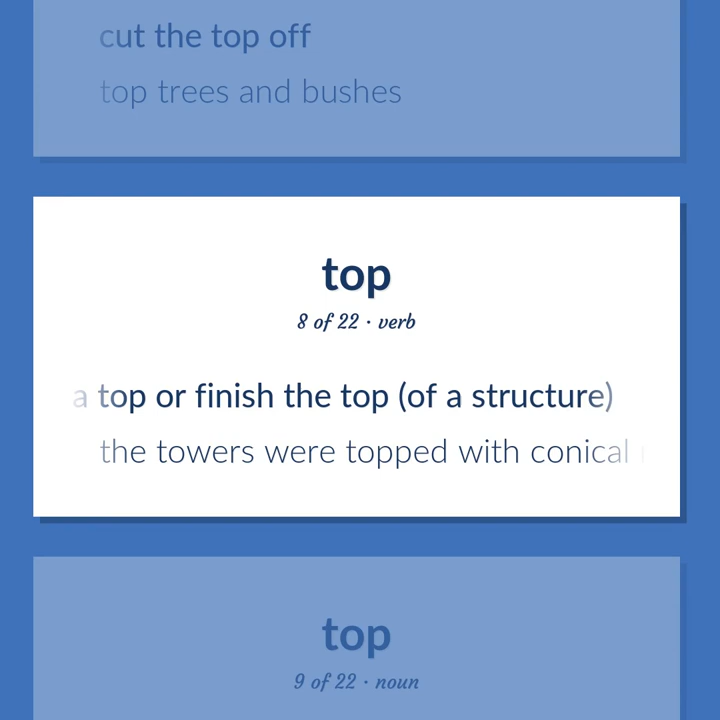 cut the top off
top trees and bushes
top
8 of 22 · verb
a top or finish the top (of a structure)
the towers were topped with conical
top
9 of 22 · noun